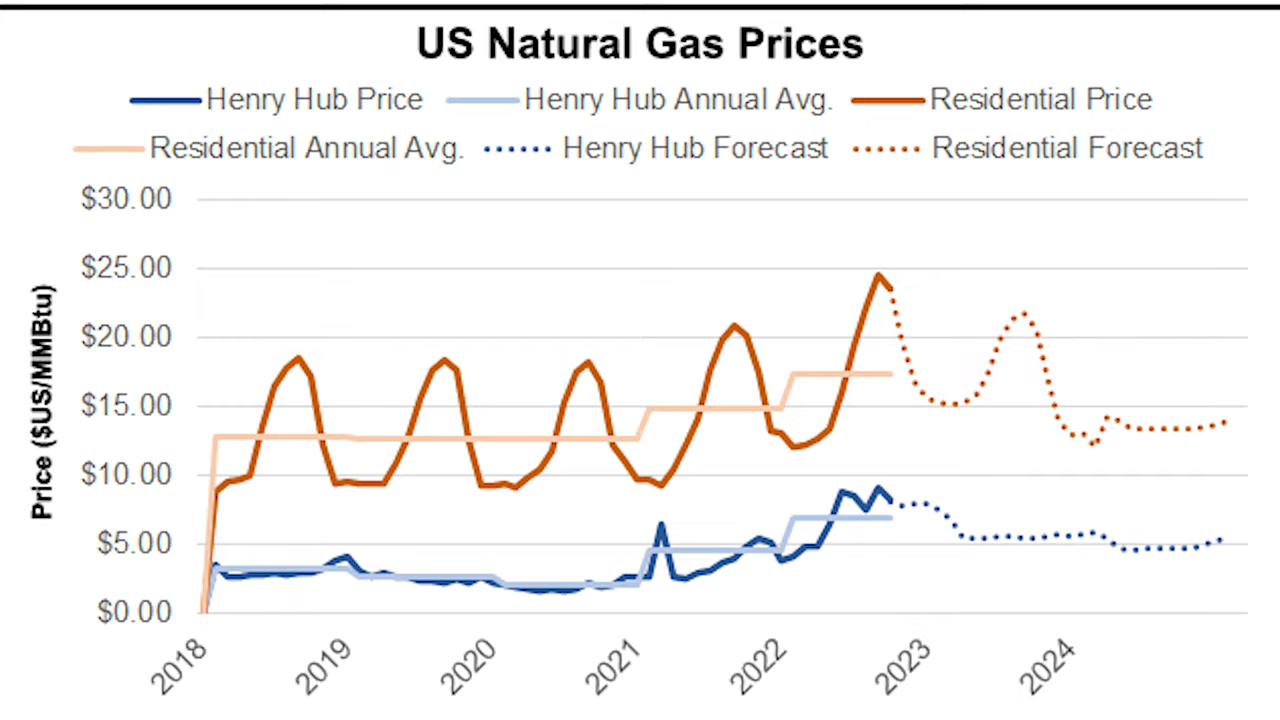 US Natural Gas Prices
Henry Hub Price Henry Hub Annual Avg. Residential Price
Residential Annual Avg. Henry Hub Forecast Residential Forecast
$30.00
$25.00
$20.00
$15.00
$10.00
$5.00
$0.00
Price ($US/MMBtu)
2018 2019 2020 2021 2022 2023 2024